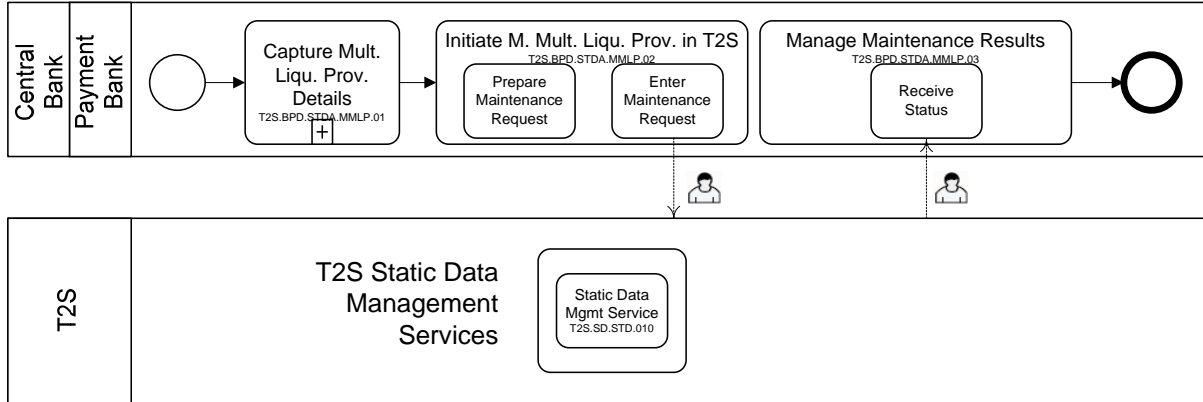 Central
Bank
Payment
Bank
Capture Mult.
Liqu. Prov.
Details
T2S.BPD.STDA.MMLP.01
+
Initiate M. Mult. Liqu. Prov. in T2S
T2S.BPD.STDA.MMLP.02
Prepare
Maintenance
Request
Enter
Maintenance
Request
Manage Maintenance Results
T2S.BPD.STDA.MMLP.03
Receive
Status
T2S
T2S Static Data
Management
Services
Static Data
Mgmt Service
T2S.SD.STD.010